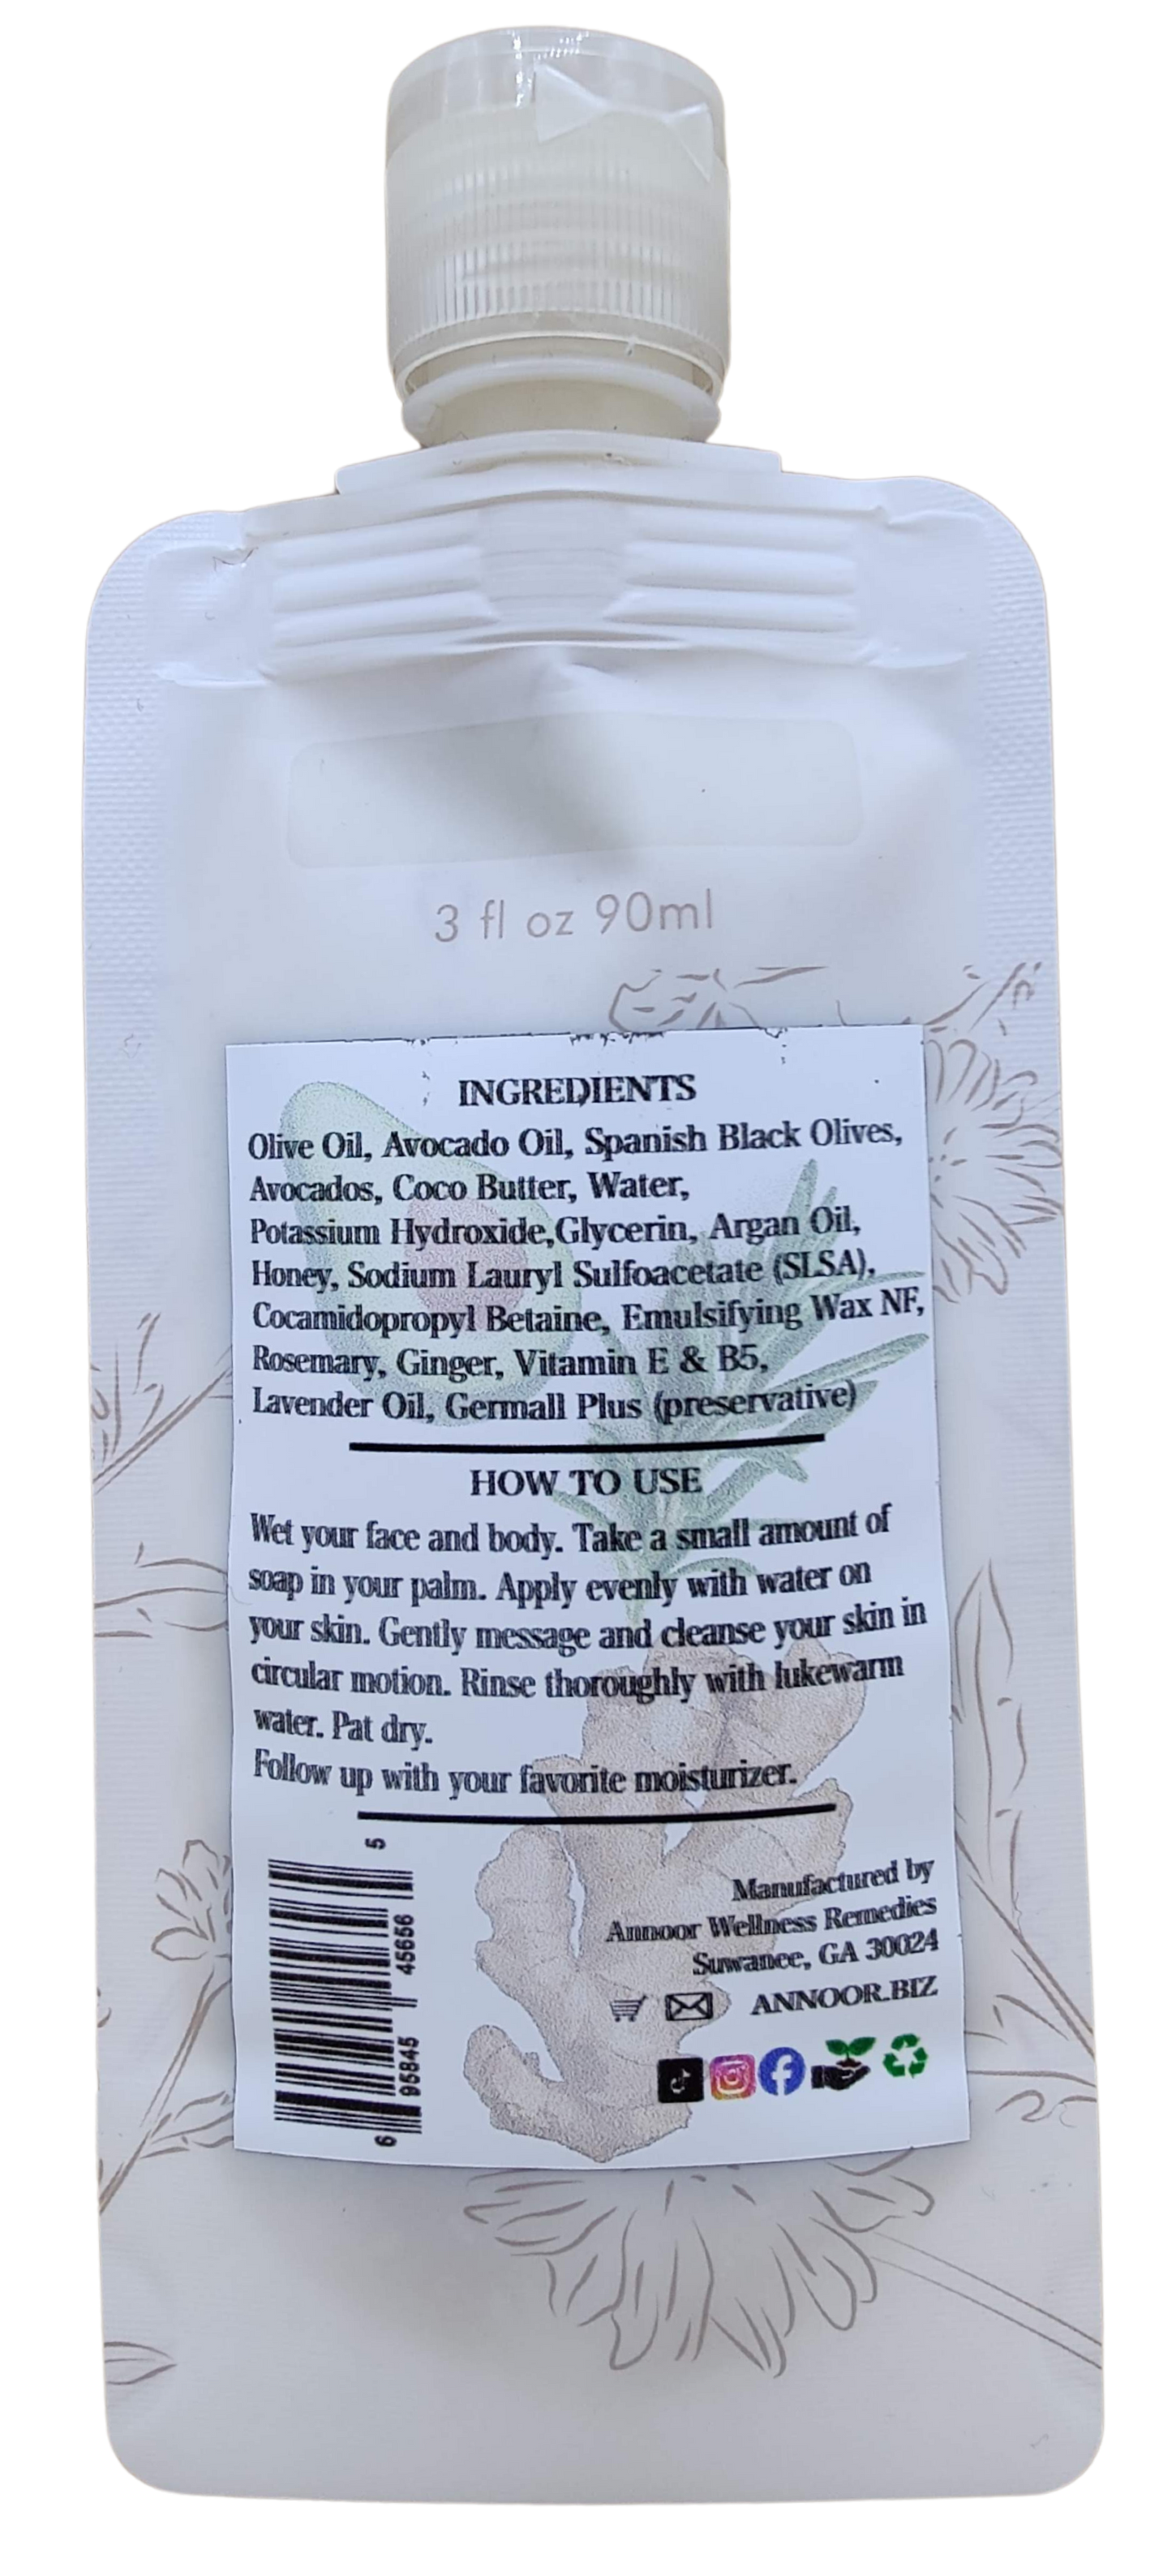 3 fl oz 90ml
INGREDIENTS
Olive Oil, Avocado Oil, Spanish Black Olives,
Avocados, Coco Butter, Water,
Potassium Hydroxide,Glycerin, Argan Oil,
Honey, Sodium Lauryl Sulfoacetate (SLSA),
Cocamidopropyl Betaine, Emulsifying Wax NF,
Rosemary, Ginger, Vitamin E & B5,
Lavender Oil, Germall Plus (preservative)
HOW TO USE
Wet your face and body. Take a small amount of
soap in your palm. Apply evenly with water on
your skin. Gently message and cleanse your skin in
circular motion. Rinse thoroughly with lukewarm
water. Pat dry.
Follow up with your favorite moisturizer.
6 95845 45656 5
Manufactured by
Annoor Wellness Remedies
Suwanee, GA 30024
ANNOOR.BIZ